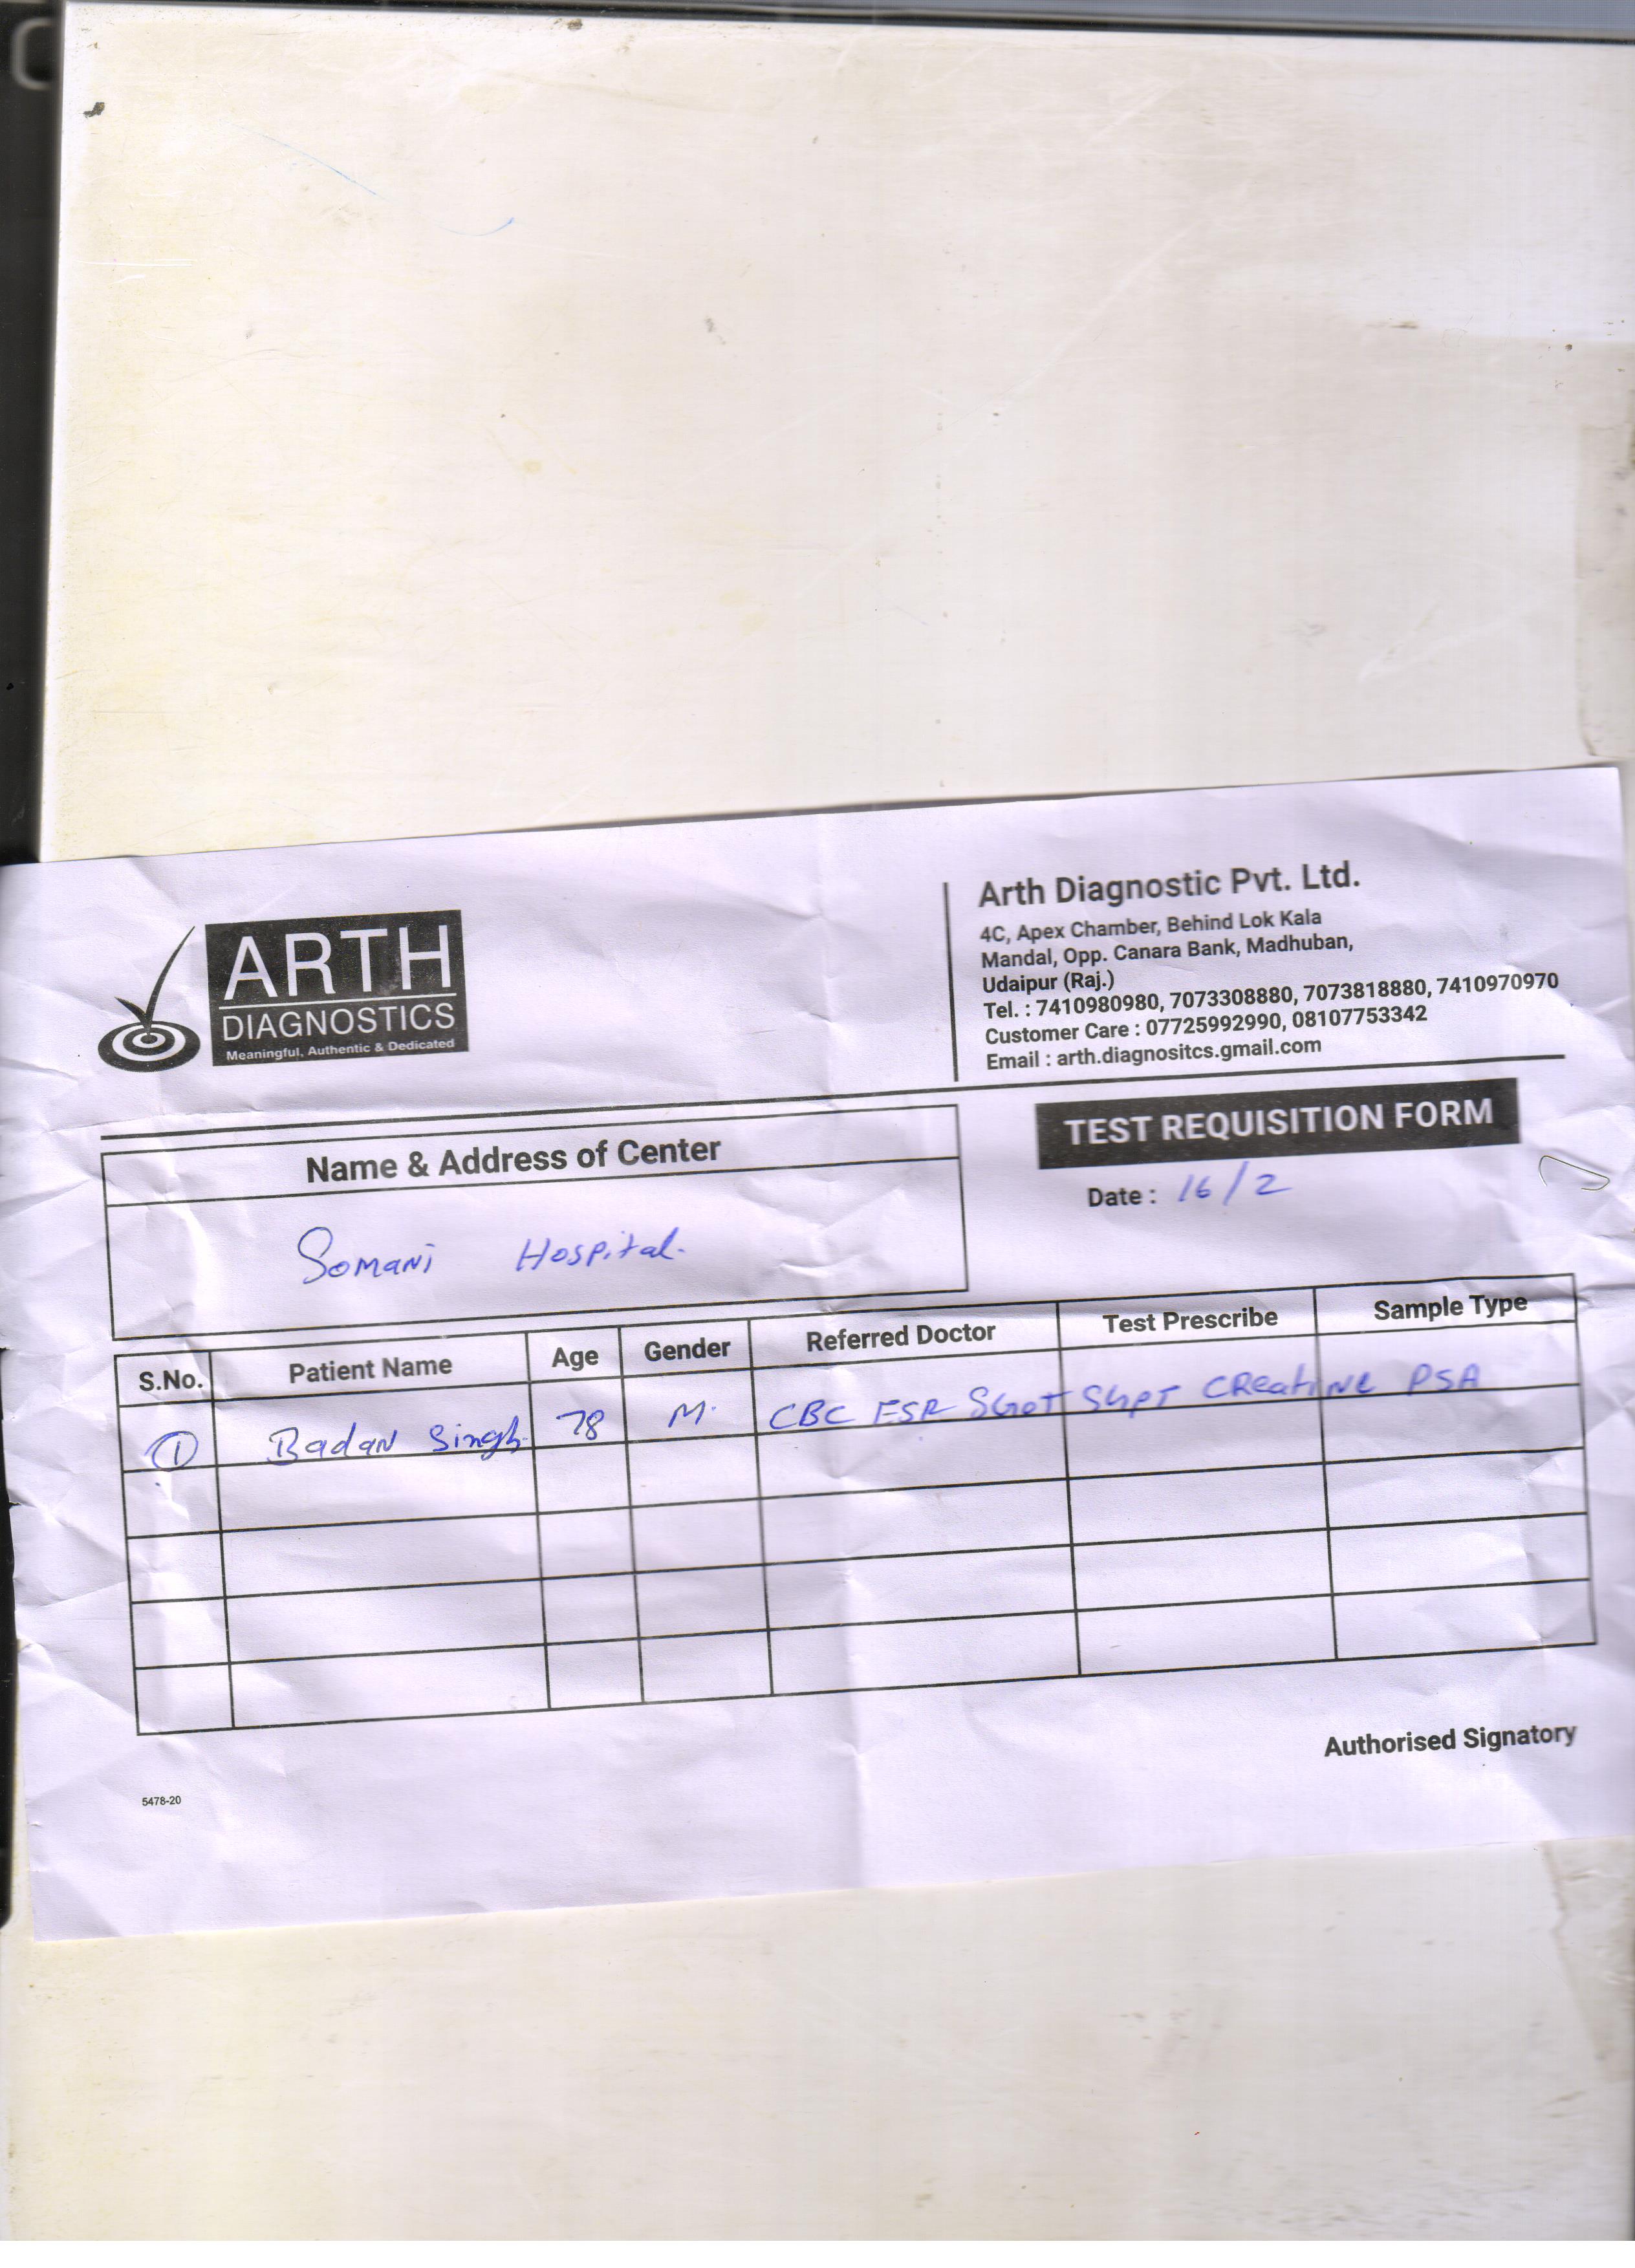 ARTH
DIAGNOSTICS
Meaningful, Authentic & Dedicated
Arth Diagnostic Pvt. Ltd.
4C, Apex Chamber, Behind Lok Kala
Mandal, Opp. Canara Bank, Madhuban,
Udaipur (Raj.)
Tel. : 7410980980, 7073308880, 7073818880, 7410970970
Customer Care : 07725992990, 08107753342
Email : arth.diagnositcs.gmail.com
TEST REQUISITION FORM
Date : 16/2
Name & Address of Center
Somani Hospital.
S.No. Patient Name Age Gender Referred Doctor Test Prescribe Sample Type
1 Badan Singh 78 M. CBC ESR SGOT SGPT CReatiNe PSA
Authorised Signatory
5478-20